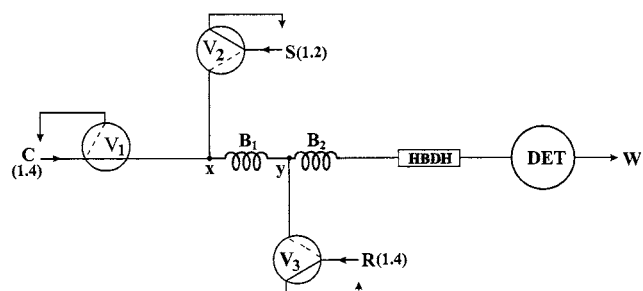 V2
S(1.2)
V1
C
(1.4)
x
B1
y
B2
HBDH
DET
W
V3
R(1.4)